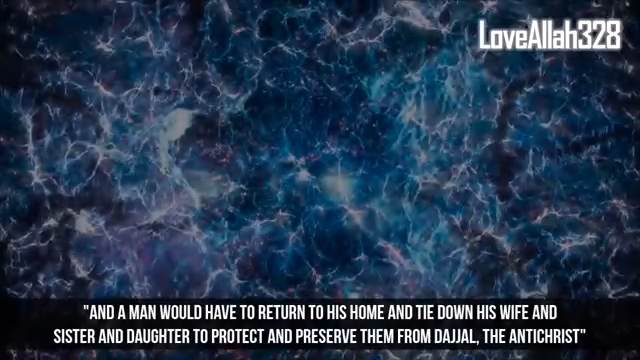 LoveAllah328
"AND A MAN WOULD HAVE TO RETURN TO HIS HOME AND TIE DOWN HIS WIFE AND
SISTER AND DAUGHTER TO PROTECT AND PRESERVE THEM FROM DAJJAL, THE ANTICHRIST"